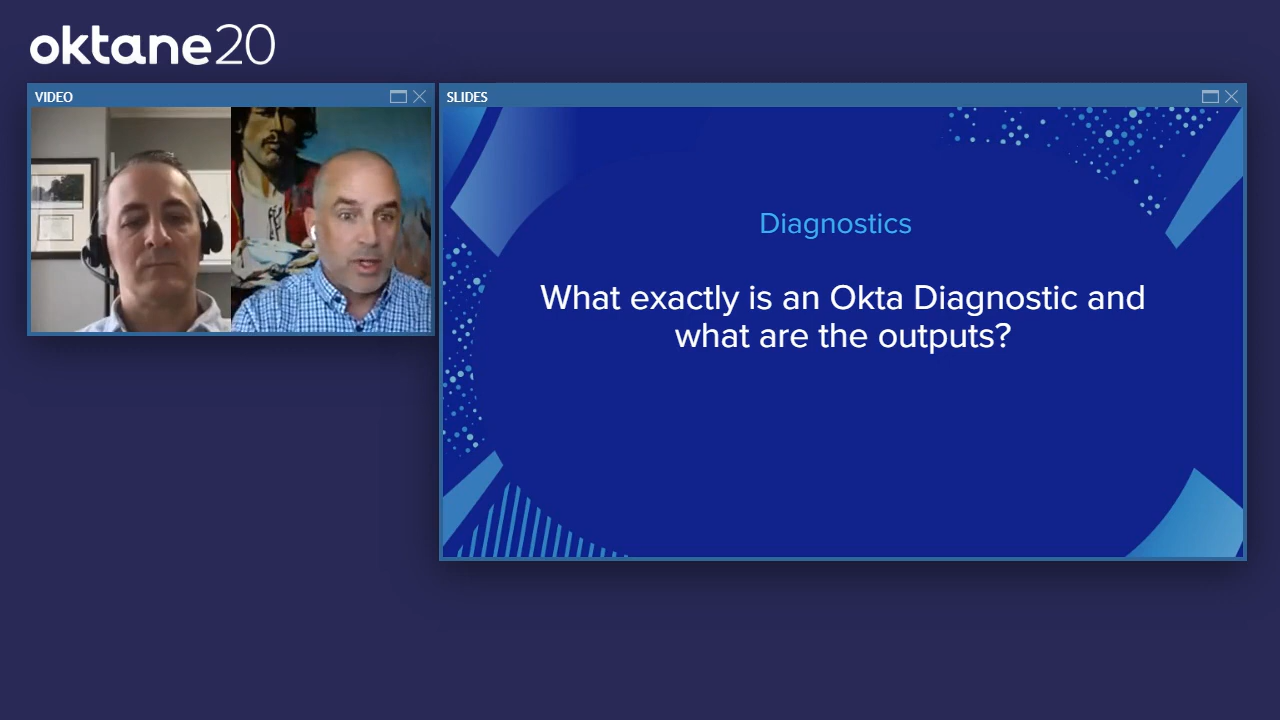 oktane20
VIDEO
SLIDES
Diagnostics
What exactly is an Okta Diagnostic and
what are the outputs?